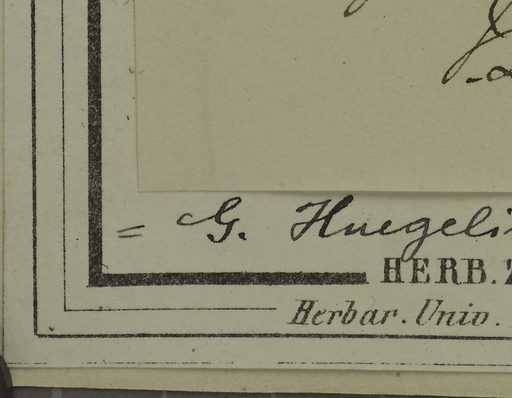 = G. Huegeli
HERB.
Herbar. Univ.